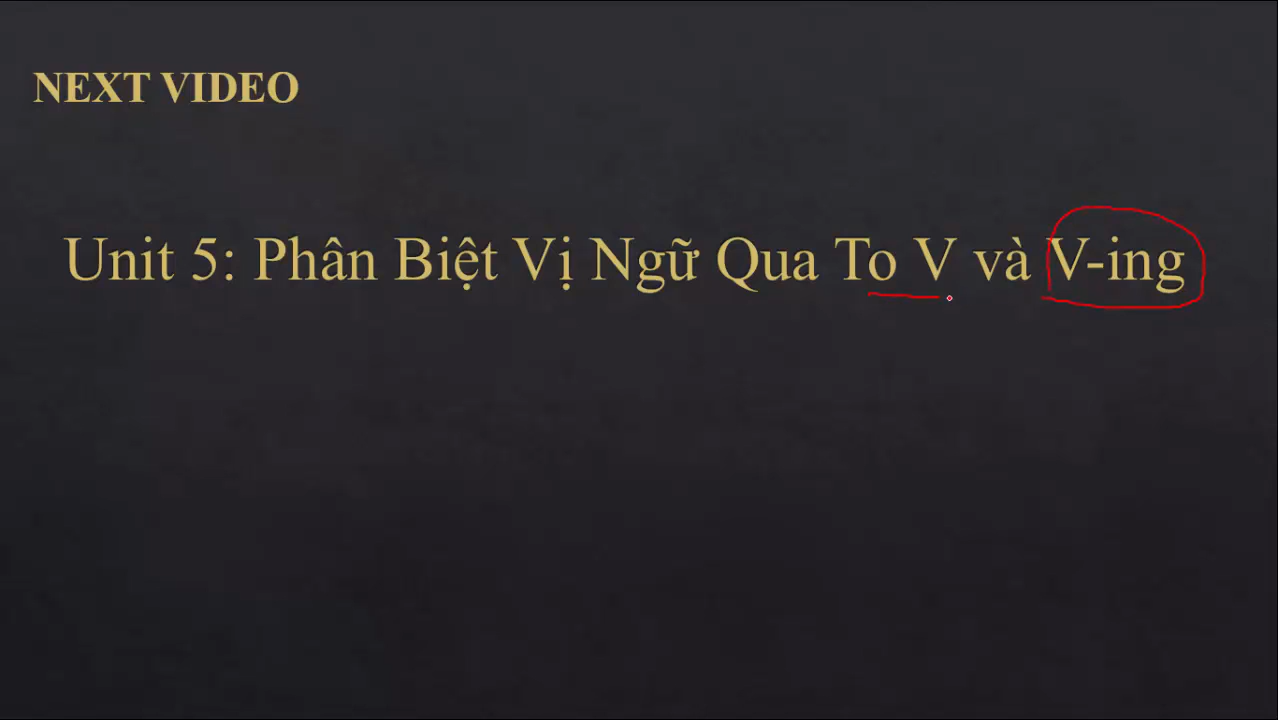 NEXT VIDEO
Unit 5: Phân Biệt Vị Ngữ Qua To V và V-ing